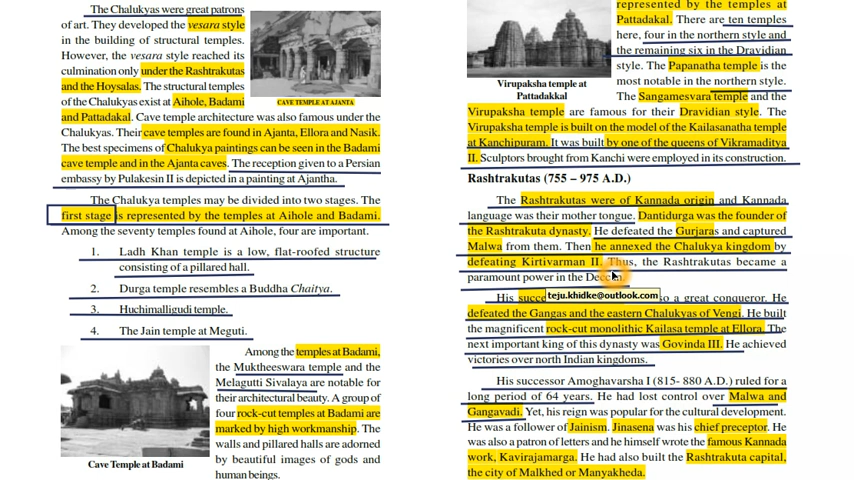 The Chalukyas were great patrons
of art. They developed the vesara style
in the building of structural temples.
However, the vesara style reached its
culmination only under the Rashtrakutas
and the Hoysalas. The structural temples
of the Chalukyas exist at Aihole, Badami
and Pattadakal. Cave temple architecture was also famous under the
Chalukyas. Their cave temples are found in Ajanta, Ellora and Nasik.
The best specimens of Chalukya paintings can be seen in the Badami
cave temple and in the Ajanta caves. The reception given to a Persian
embassy by Pulakesin II is depicted in a painting at Ajantha.
CAVE TEMPLE AT AJANTA
The Chalukya temples may be divided into two stages. The
first stage is represented by the temples at Aihole and Badami.
Among the seventy temples found at Aihole, four are important.
1. Ladh Khan temple is a low, flat-roofed structure
consisting of a pillared hall.
2. Durga temple resembles a Buddha Chaitya.
3. Huchimalligudi temple.
4. The Jain temple at Meguti.
Among the temples at Badami,
the Muktheeswara temple and the
Melagutti Sivalaya are notable for
their architectural beauty. A group of
four rock-cut temples at Badami are
marked by high workmanship. The
walls and pillared halls are adorned
by beautiful images of gods and
human beings.
Cave Temple at Badami
represented by the temples at
Pattadakal. There are ten temples
here, four in the northern style and
the remaining six in the Dravidian
style. The Papanatha temple is the
most notable in the northern style.
The Sangamesvara temple and the
Virupaksha temple at
Pattadakkal
Virupaksha temple are famous for their Dravidian style. The
Virupaksha temple is built on the model of the Kailasanatha temple
at Kanchipuram. It was built by one of the queens of Vikramaditya
II. Sculptors brought from Kanchi were employed in its construction.
Rashtrakutas (755 – 975 A.D.)
The Rashtrakutas were of Kannada origin and Kannada
language was their mother tongue. Dantidurga was the founder of
the Rashtrakuta dynasty. He defeated the Gurjaras and captured
Malwa from them. Then he annexed the Chalukya kingdom by
defeating Kirtivarman II. Thus, the Rashtrakutas became a
paramount power in the Deccan.
teju.khidke@outlook.com
His succe so a great conqueror. He
defeated the Gangas and the eastern Chalukyas of Vengi. He built
the magnificent rock-cut monolithic Kailasa temple at Ellora. The
next important king of this dynasty was Govinda III. He achieved
victories over north Indian kingdoms.
His successor Amoghavarsha I (815- 880 A.D.) ruled for a
long period of 64 years. He had lost control over Malwa and
Gangavadi. Yet, his reign was popular for the cultural development.
He was a follower of Jainism. Jinasena was his chief preceptor. He
was also a patron of letters and he himself wrote the famous Kannada
work, Kavirajamarga. He had also built the Rashtrakuta capital,
the city of Malkhed or Manyakheda.